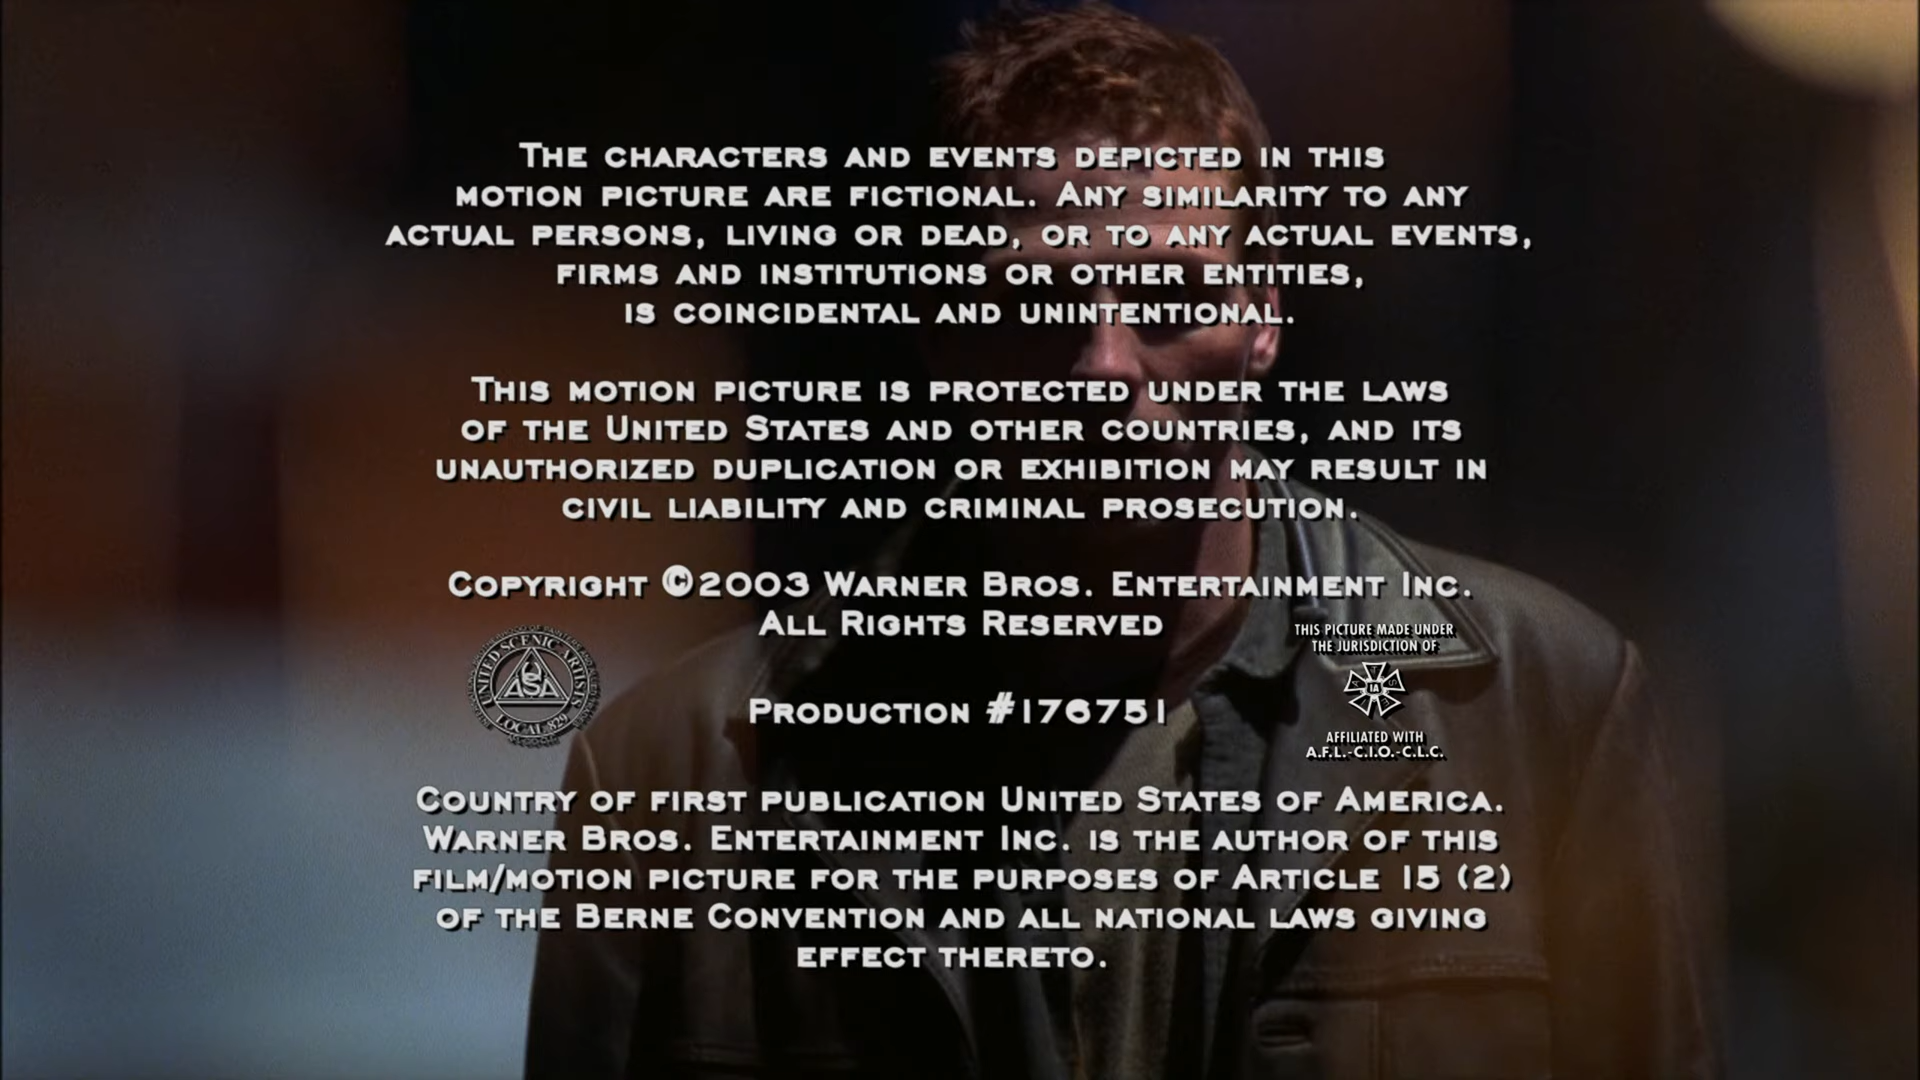 The characters and events depicted in this
motion picture are fictional. Any similarity to any
actual persons, living or dead, or to any actual events,
firms and institutions or other entities,
is coincidental and unintentional.
This motion picture is protected under the laws
of the United States and other countries, and its
unauthorized duplication or exhibition may result in
civil liability and criminal prosecution.
Copyright ©2003 Warner Bros. Entertainment Inc.
All Rights Reserved
UNITED SCENIC ARTISTS
USA
LOCAL 829
Production #176751
THIS PICTURE MADE UNDER
THE JURISDICTION OF
IA
AFFILIATED WITH
A.F.L.-C.I.O.-C.L.C.
Country of first publication United States of America.
Warner Bros. Entertainment Inc. is the author of this
film/motion picture for the purposes of Article 15 (2)
of the Berne Convention and all national laws giving
effect thereto.